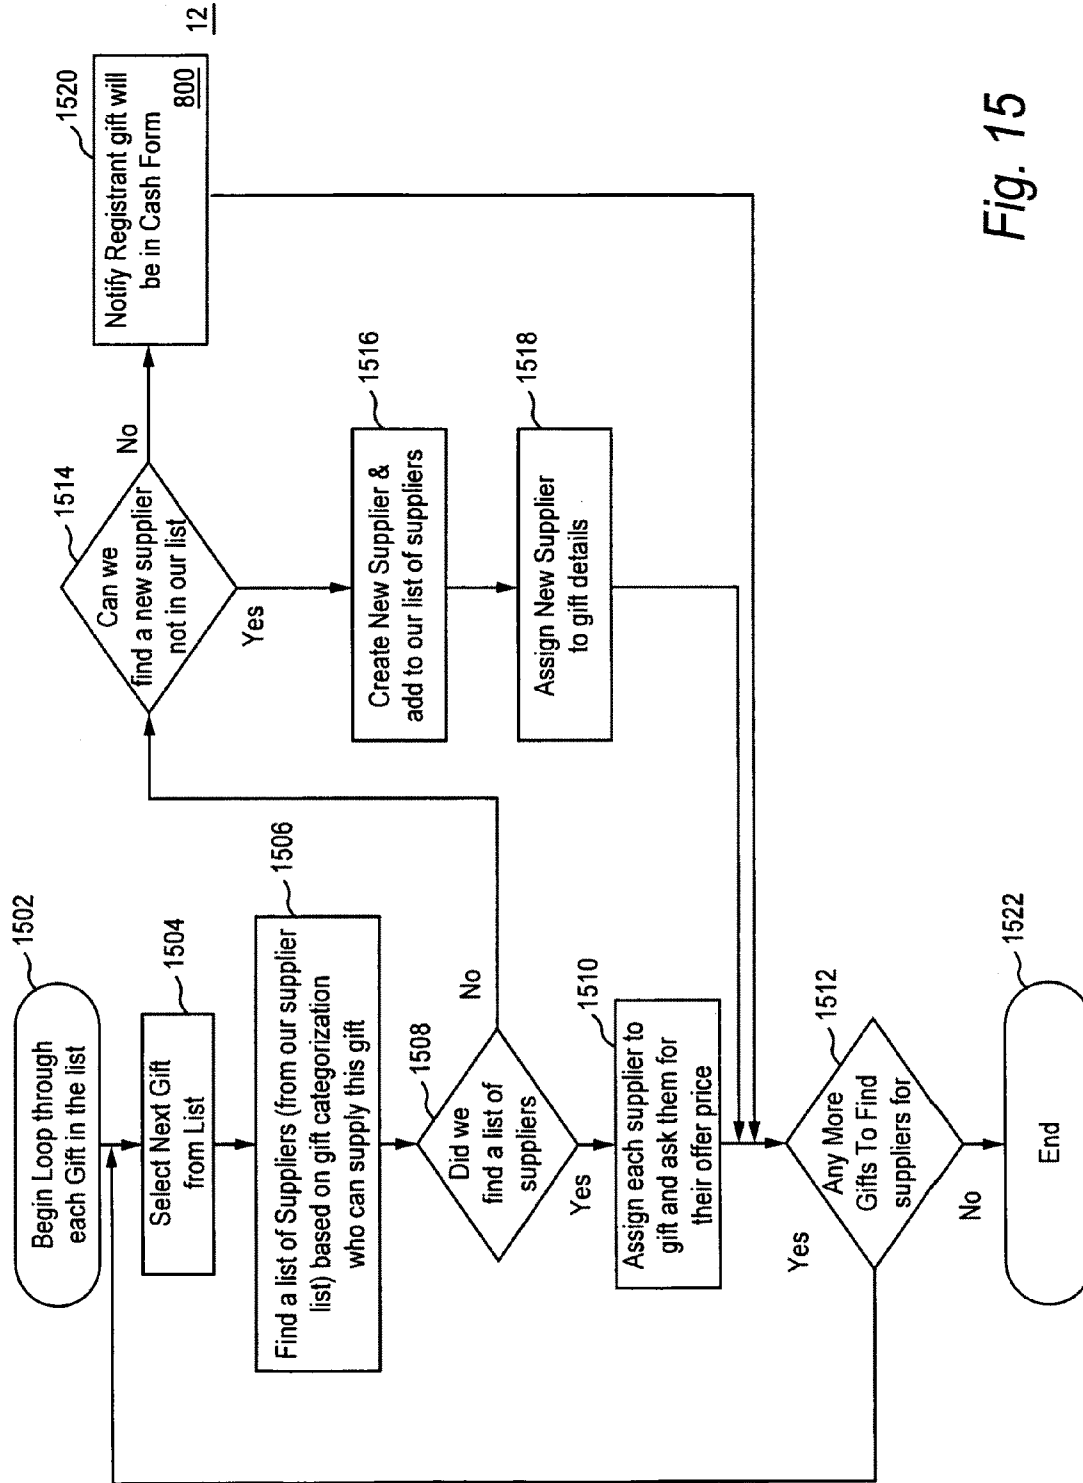 1502
Begin Loop through
each Gift in the list
1504
Select Next Gift
from List
1506
Find a list of Suppliers (from our supplier
list) based on gift categorization
who can supply this gift
1508
Did we
find a list of
suppliers
No
Yes
1510
Assign each supplier to
gift and ask them for
their offer price
1512
Any More
Gifts To Find
suppliers for
Yes
No
1522
End
1514
Can we
find a new supplier
not in our list
No
Yes
1516
Create New Supplier &
add to our list of suppliers
1518
Assign New Supplier
to gift details
1520
Notify Registrant gift will
be in Cash Form
800
12
Fig. 15